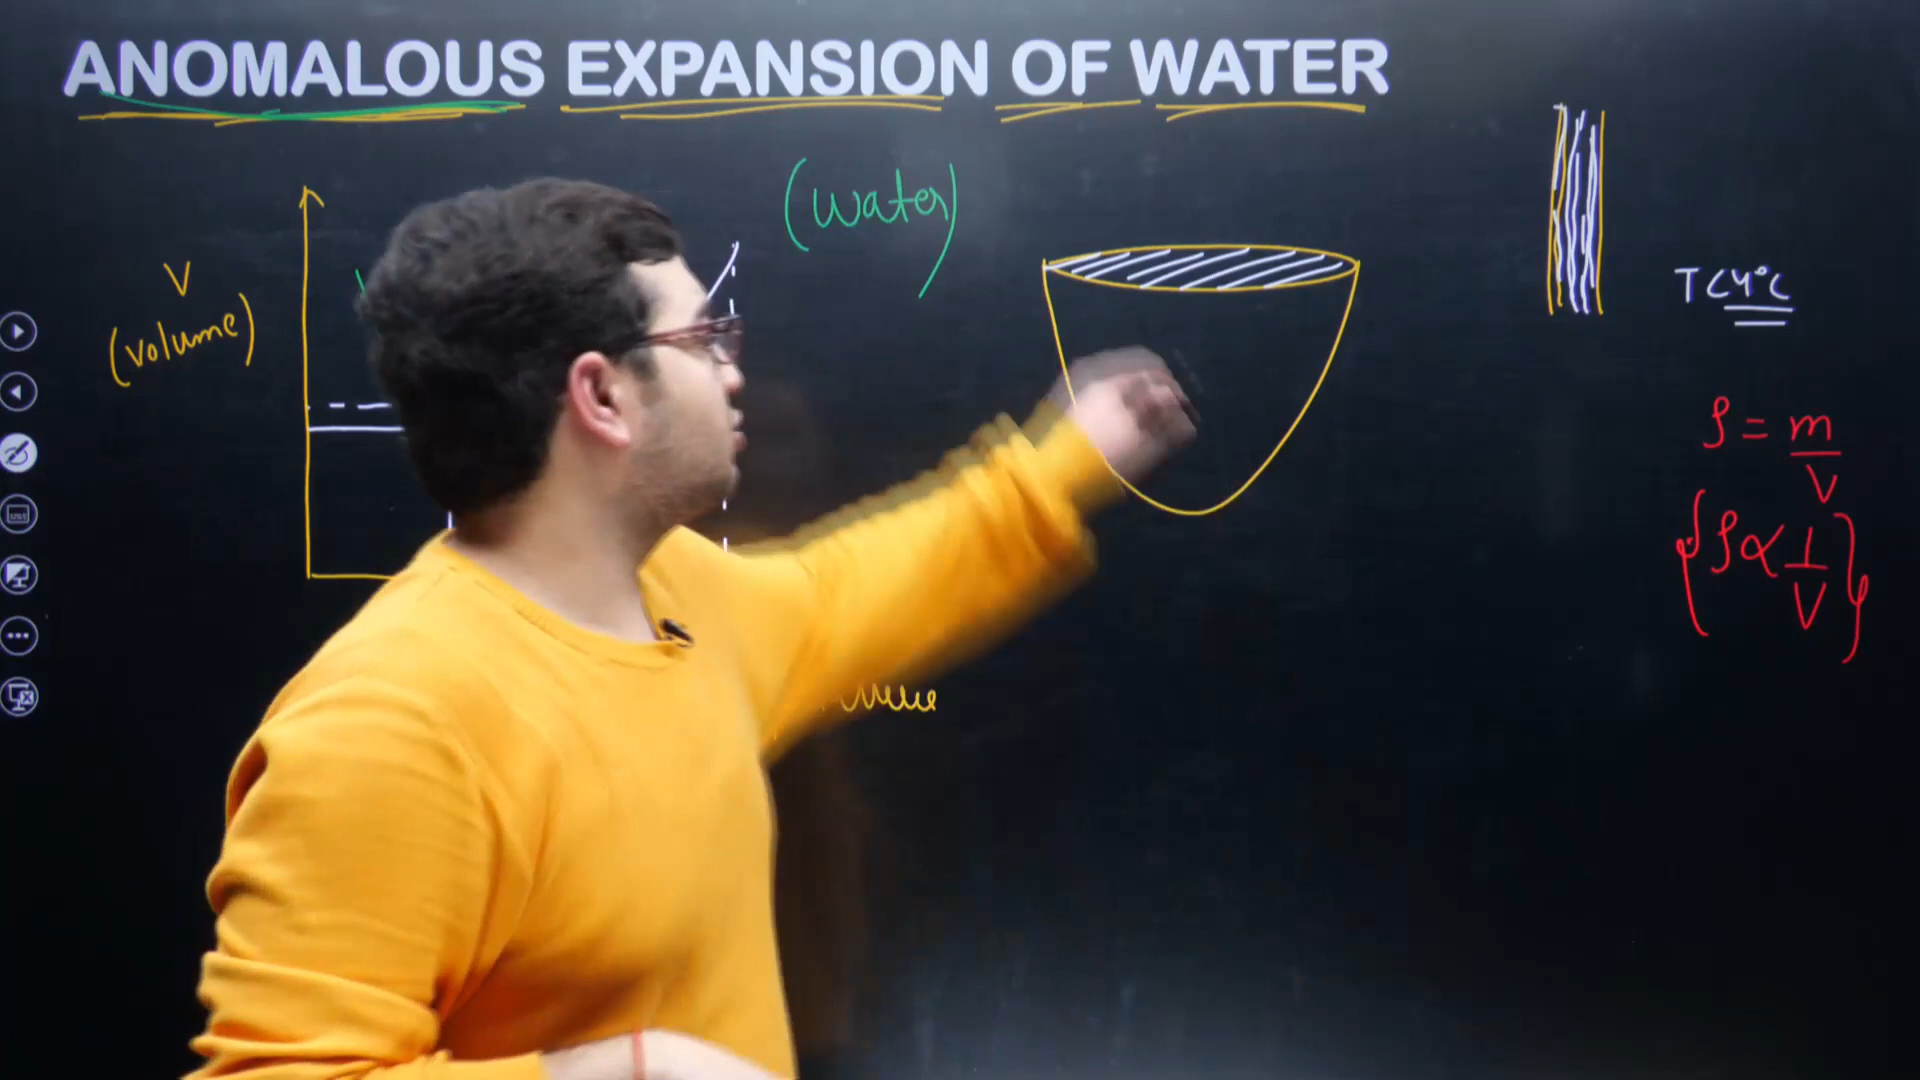 ANOMALOUS EXPANSION OF WATER
(water)
V
(volume)
T<4°C
ρ = m/V
{ρ ∝ 1/V}